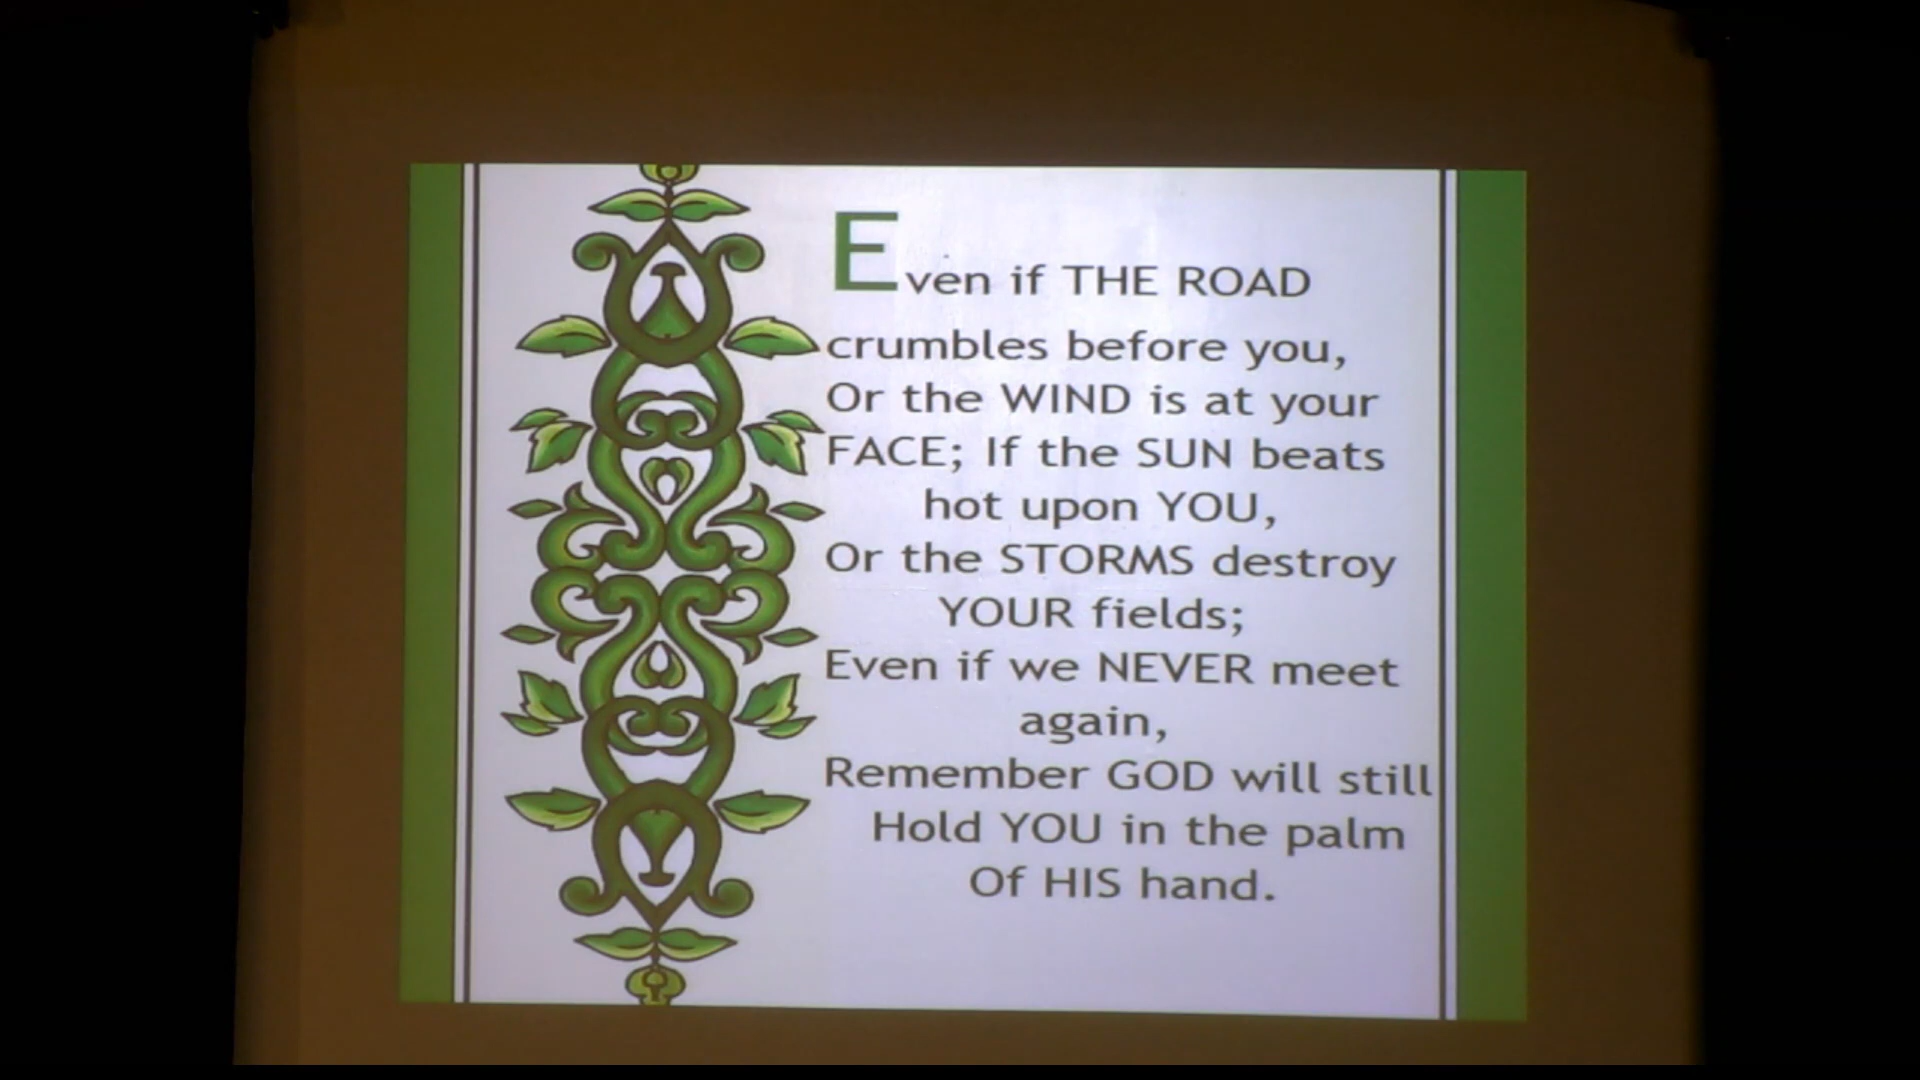 Even if THE ROAD
crumbles before you,
Or the WIND is at your
FACE; If the SUN beats
hot upon YOU,
Or the STORMS destroy
YOUR fields;
Even if we NEVER meet
again,
Remember GOD will still
Hold YOU in the palm
Of HIS hand.